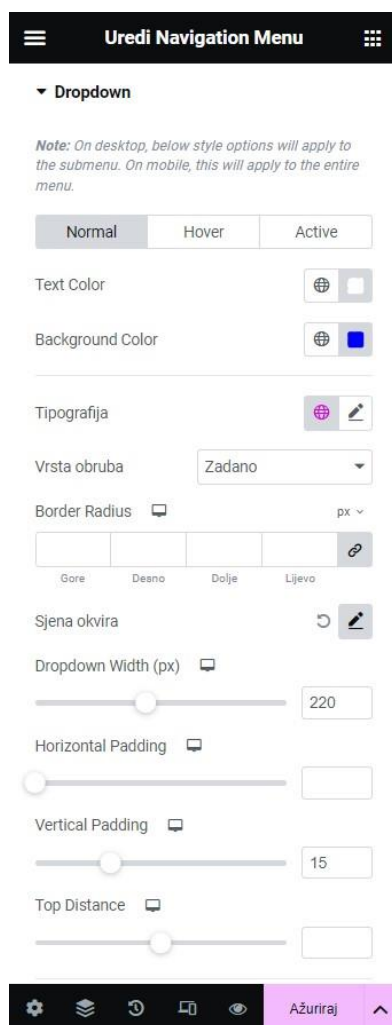 Uredi Navigation Menu
Dropdown
Note: On desktop, below style options will apply to
the submenu. On mobile, this will apply to the entire
menu.
Normal Hover Active
Text Color
Background Color
Tipografija
Vrsta obruba Zadano
Border Radius px
Gore Desno Dolje Lijevo
Sjena okvira
Dropdown Width (px)
220
Horizontal Padding
Vertical Padding
15
Top Distance
Ažuriraj